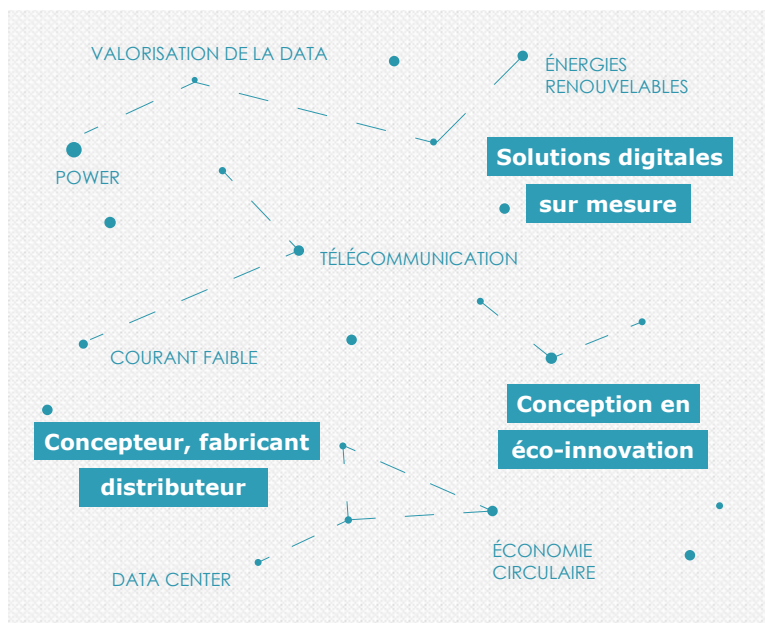 VALORISATION DE LA DATA
ÉNERGIES
RENOUVELABLES
Solutions digitales
sur mesure
POWER
TÉLÉCOMMUNICATION
COURANT FAIBLE
Conception en
éco-innovation
Concepteur, fabricant
distributeur
ÉCONOMIE
CIRCULAIRE
DATA CENTER